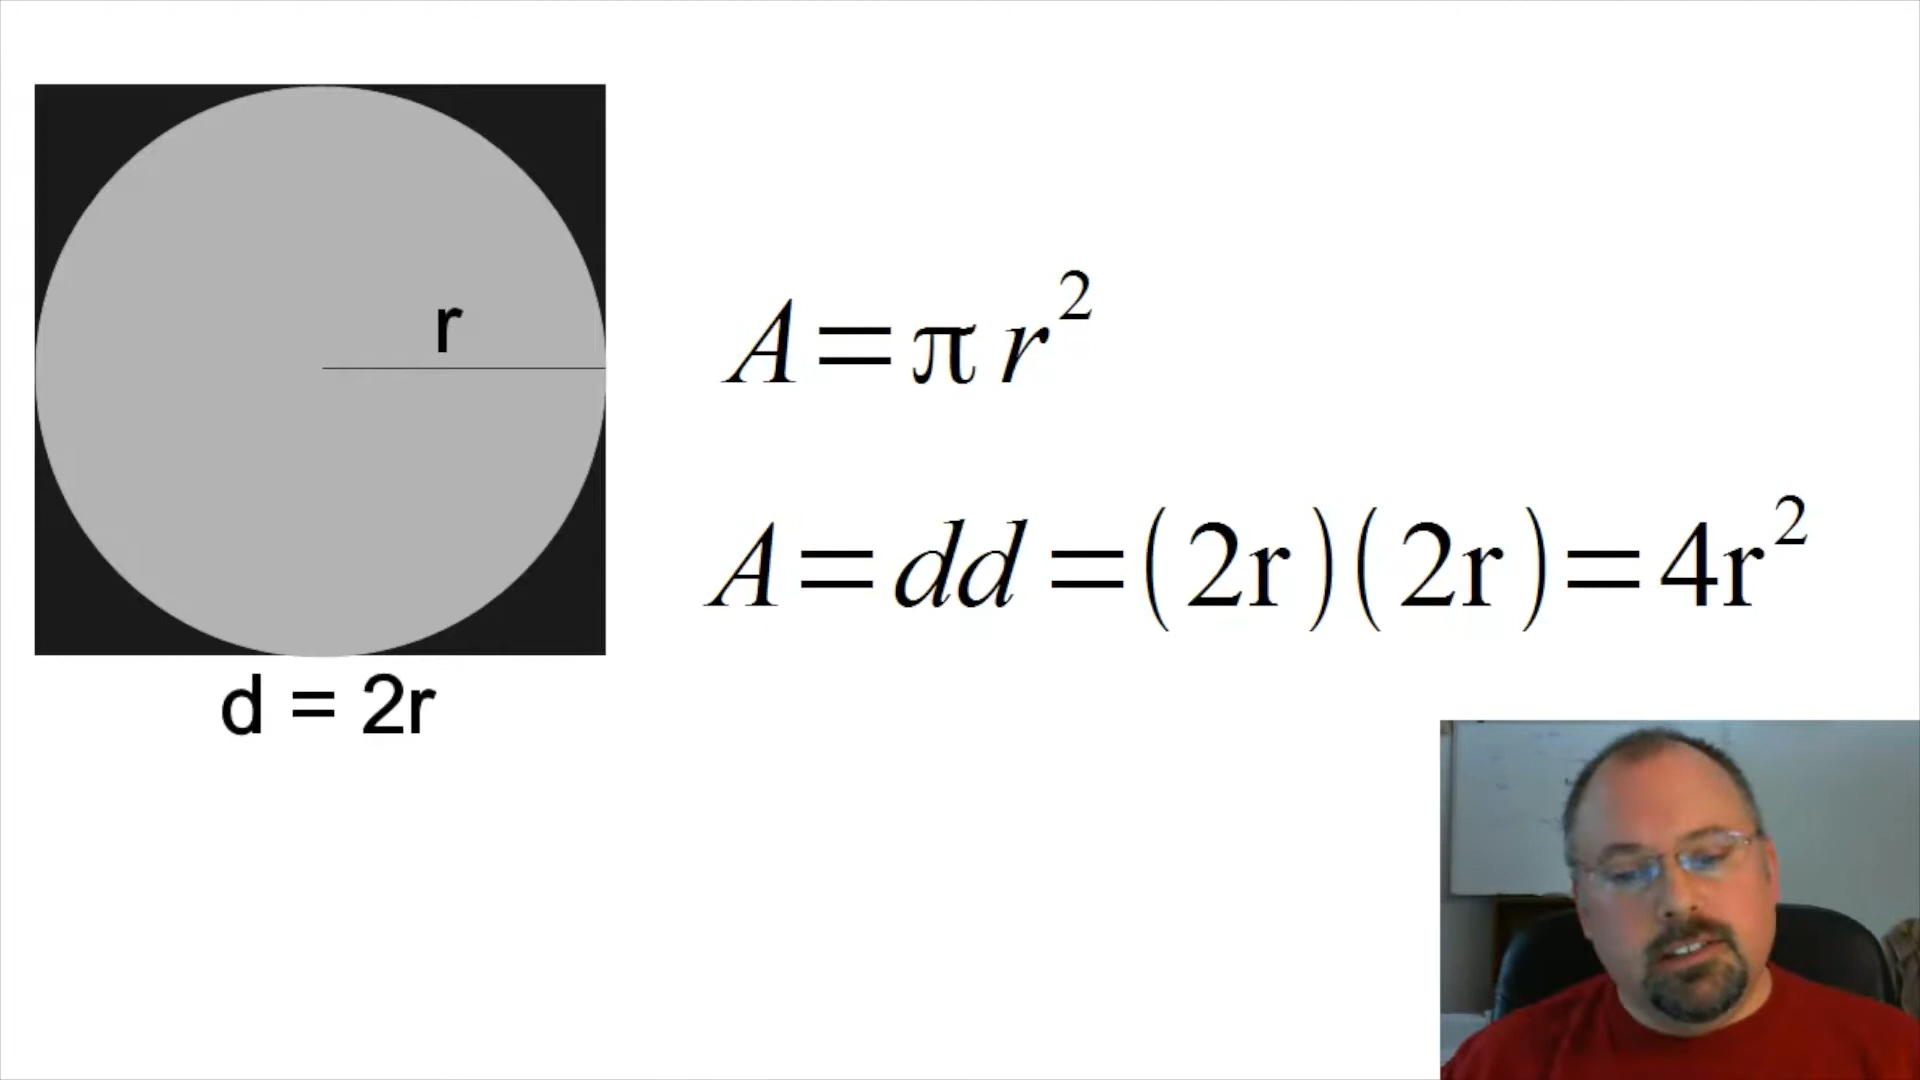 r
d = 2r
A=πr²
A=dd=(2r)(2r)=4r²